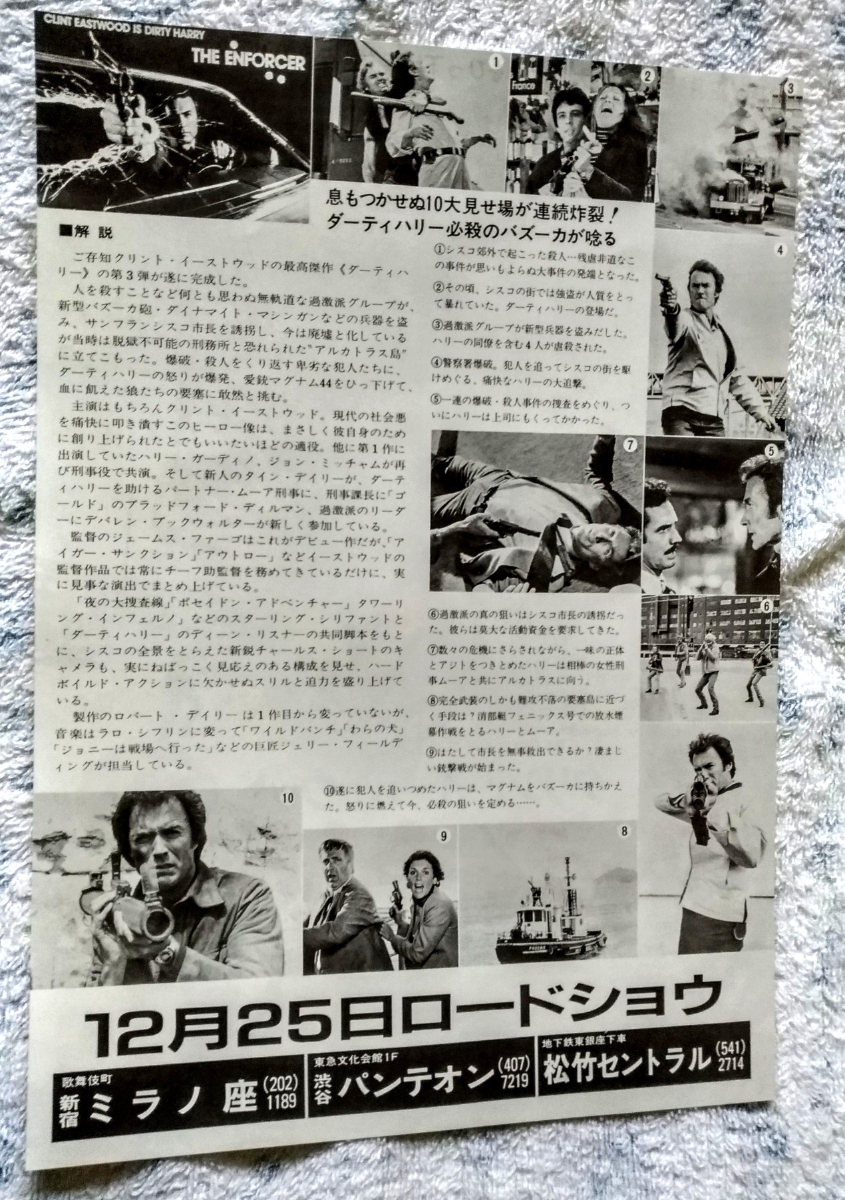 CLINT EASTWOOD IS DIRTY HARRY
THE ENFORCER
1
France
2
3
息もつかせぬ10大見せ場が連続炸裂!
ダーティハリー必殺のバズーカが唸る
■解説
ご存知クリント・イーストウッドの最高傑作《ダーティハ
リー》の第3弾が遂に完成した。
人を殺すことなど何とも思わぬ無軌道な過激派グループが、
新型バズーカ砲・ダイナマイト・マシンガンなどの兵器を盗
み、サンフランシスコ市長を誘拐し、今は廃墟と化している
が当時は脱獄不可能の刑務所と恐れられた"アルカトラス島"
に立てこもった。爆破・殺人をくり返す卑劣な犯人たちに、
ダーティハリーの怒りが爆発、愛銃マグナム44をひっ下げて、
血に飢えた狼たちの要塞に敢然と挑む。
主演はもちろんクリント・イーストウッド。現代の社会悪
を痛快に叩き潰すこのヒーロー像は、まさしく彼自身のため
に創り上げられたとでもいいたいほどの適役。他に第1作に
出演していたハリー・ガーディノ、ジョン・ミッチャムが再
び刑事役で共演。そして新人のタイン・デイリーが、ダーテ
ィハリーを助けるパートナー・ムーア刑事に、刑事課長に「ゴ
ールド」のブラッドフォード・ディルマン、過激派のリーダ
ーにデバレン・ブックウォルターが新しく参加している。
監督のジェームス・ファーゴはこれがデビュー作だが、「ア
イガー・サンクション」「アウトロー」などイーストウッドの
監督作品では常にチーフ助監督を務めてきているだけに、実
に見事な演出でまとめ上げている。
「夜の大捜査線」「ポセイドン・アドベンチャー」タワーリ
ング・インフェルノ」などのスターリング・シリファントと
「ダーティハリー」のディーン・リスナーの共同脚本をもと
に、シスコの全景をとらえた新鋭チャールス・ショートのキ
ャメラも、実にねばっこく見応えのある構成を見せ、ハード
ボイルド・アクションに欠かせぬスリルと迫力を盛り上げて
いる。
製作のロバート・デイリーは1作目から変っていないが、
音楽はラロ・シフリンに変って「ワイルドバンチ」「わらの犬」
「ジョニーは戦場へ行った」などの巨匠ジェリー・フィールデ
ィングが担当している。
①シスコ郊外で起こった殺人…残虐非道なこ
の事件が思いもよらぬ大事件の発端となった。
②その頃、シスコの街では強盗が人質をとっ
て暴れていた。ダーティハリーの登場だ。
③過激派グループが新型兵器を盗みだした。
ハリーの同僚を含む4人が虐殺された。
④警察署爆破。犯人を追ってシスコの街を駆
けめぐる、痛快なハリーの大追撃。
⑤一連の爆破・殺人事件の捜査をめぐり、つ
いにハリーは上司にもくってかかった。
4
7
5
6
⑥過激派の真の狙いはシスコ市長の誘拐だっ
た。彼らは莫大な活動資金を要求してきた。
⑦数々の危機にさらされながら、一味の正体
とアジトをつきとめたハリーは相棒の女性刑
事ムーアと共にアルカトラスに向う。
⑧完全武装のしかも難攻不落の要塞島に近づ
く手段は?消防艇フェニックス号での放水煙
幕作戦をとるハリーとムーア。
⑨はたして市長を無事救出できるか?凄まじ
い銃撃戦が始まった。
⑩遂に犯人を追いつめたハリーは、マグナムをバズーカに持ちかえ
た。怒りに燃えて今、必殺の狙いを定める……。
10
9
8
12月25日ロードショウ
歌舞伎町
新宿 ミラノ座 (202) 1189
東急文化会館1F
渋谷 パンテオン (407) 7219
地下鉄東銀座下車
松竹セントラル (541) 2714